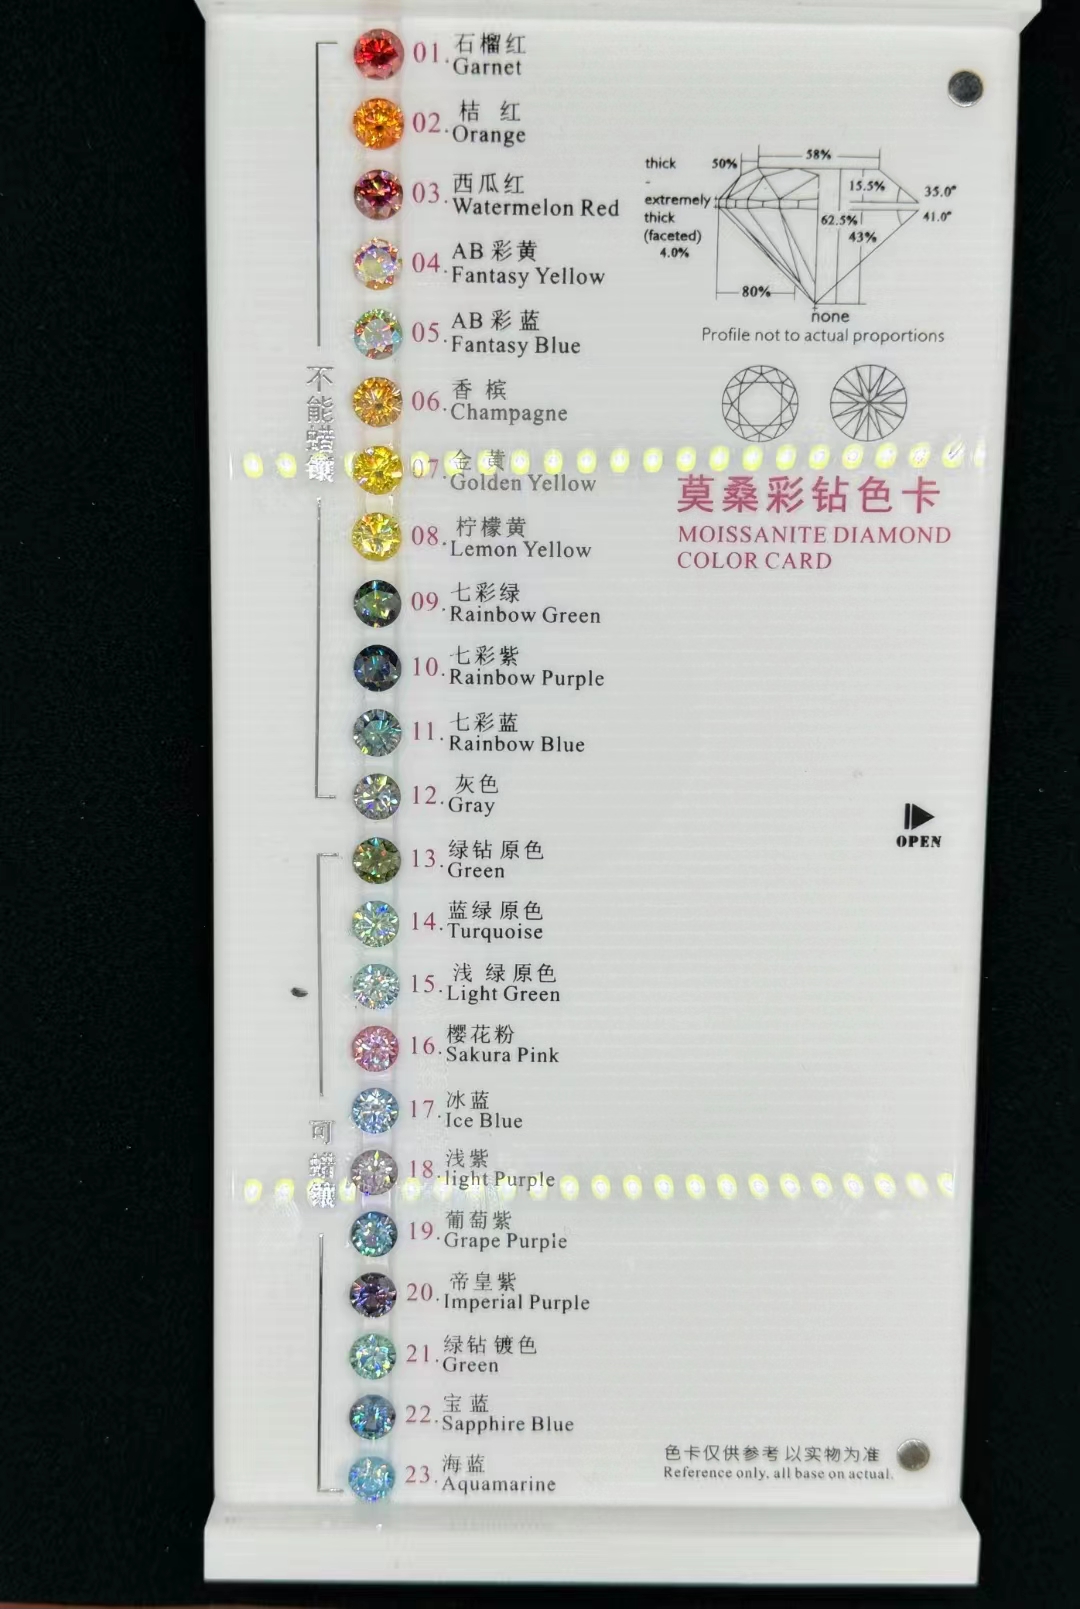 01. 石榴红
Garnet
02. 桔 红
Orange
03. 西瓜红
Watermelon Red
04. AB 彩黄
Fantasy Yellow
05. AB 彩 蓝
Fantasy Blue
06. 香 槟
Champagne
07. 金 黄
Golden Yellow
08. 柠檬黄
Lemon Yellow
09. 七彩绿
Rainbow Green
10. 七彩紫
Rainbow Purple
11. 七彩蓝
Rainbow Blue
12. 灰色
Gray
不能蜡镶
13. 绿钻 原色
Green
14. 蓝绿 原色
Turquoise
15. 浅 绿 原色
Light Green
16. 樱花粉
Sakura Pink
17. 冰蓝
Ice Blue
18. 浅紫
light Purple
19. 葡萄紫
Grape Purple
20. 帝皇紫
Imperial Purple
21. 绿钻 镀色
Green
22. 宝蓝
Sapphire Blue
23. 海蓝
Aquamarine
可蜡镶
thick
-
extremely
thick
(faceted)
4.0%
50%
58%
15.5%
35.0°
62.5%
41.0°
43%
80%
none
Profile not to actual proportions
莫桑彩钻色卡
MOISSANITE DIAMOND
COLOR CARD
OPEN
色卡仅供参考 以实物为准
Reference only, all base on actual.